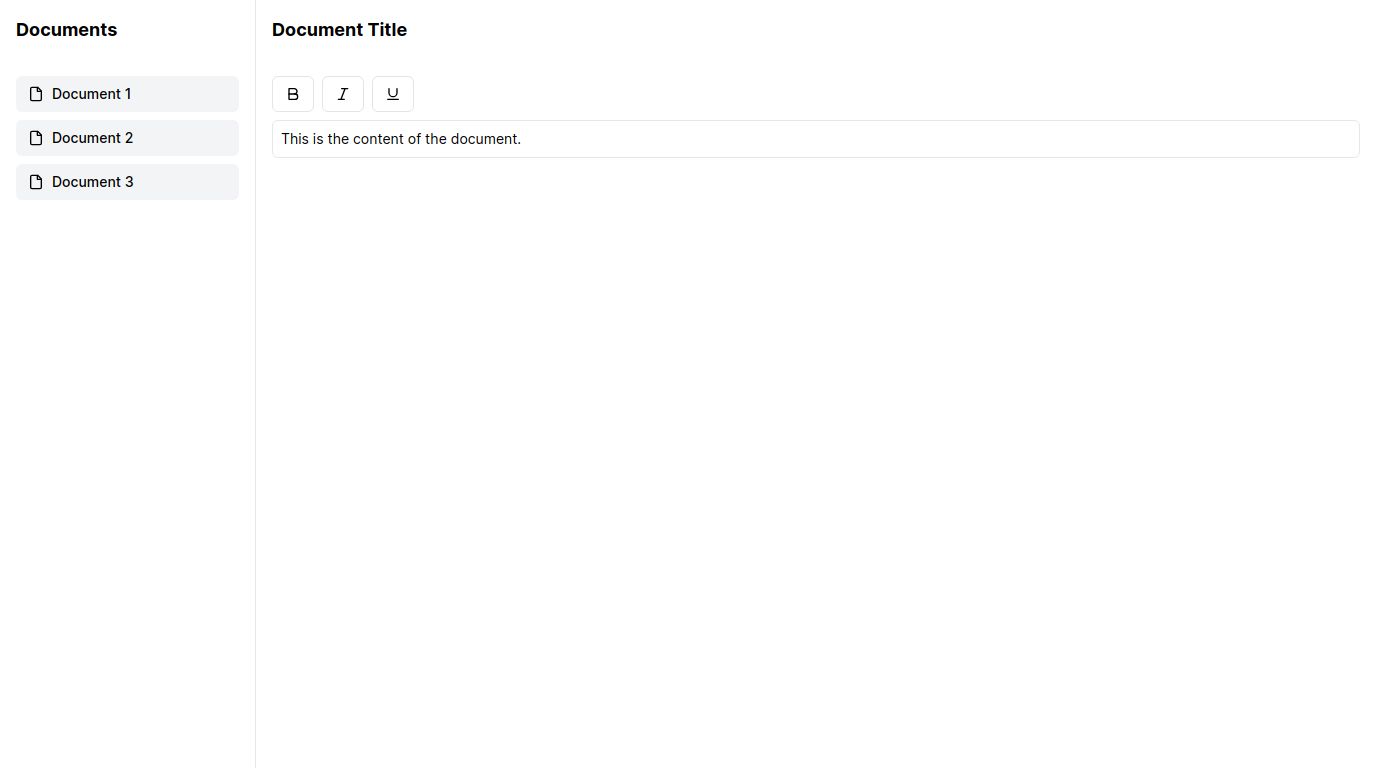 Documents
Document 1
Document 2
Document 3
Document Title
B I U
This is the content of the document.